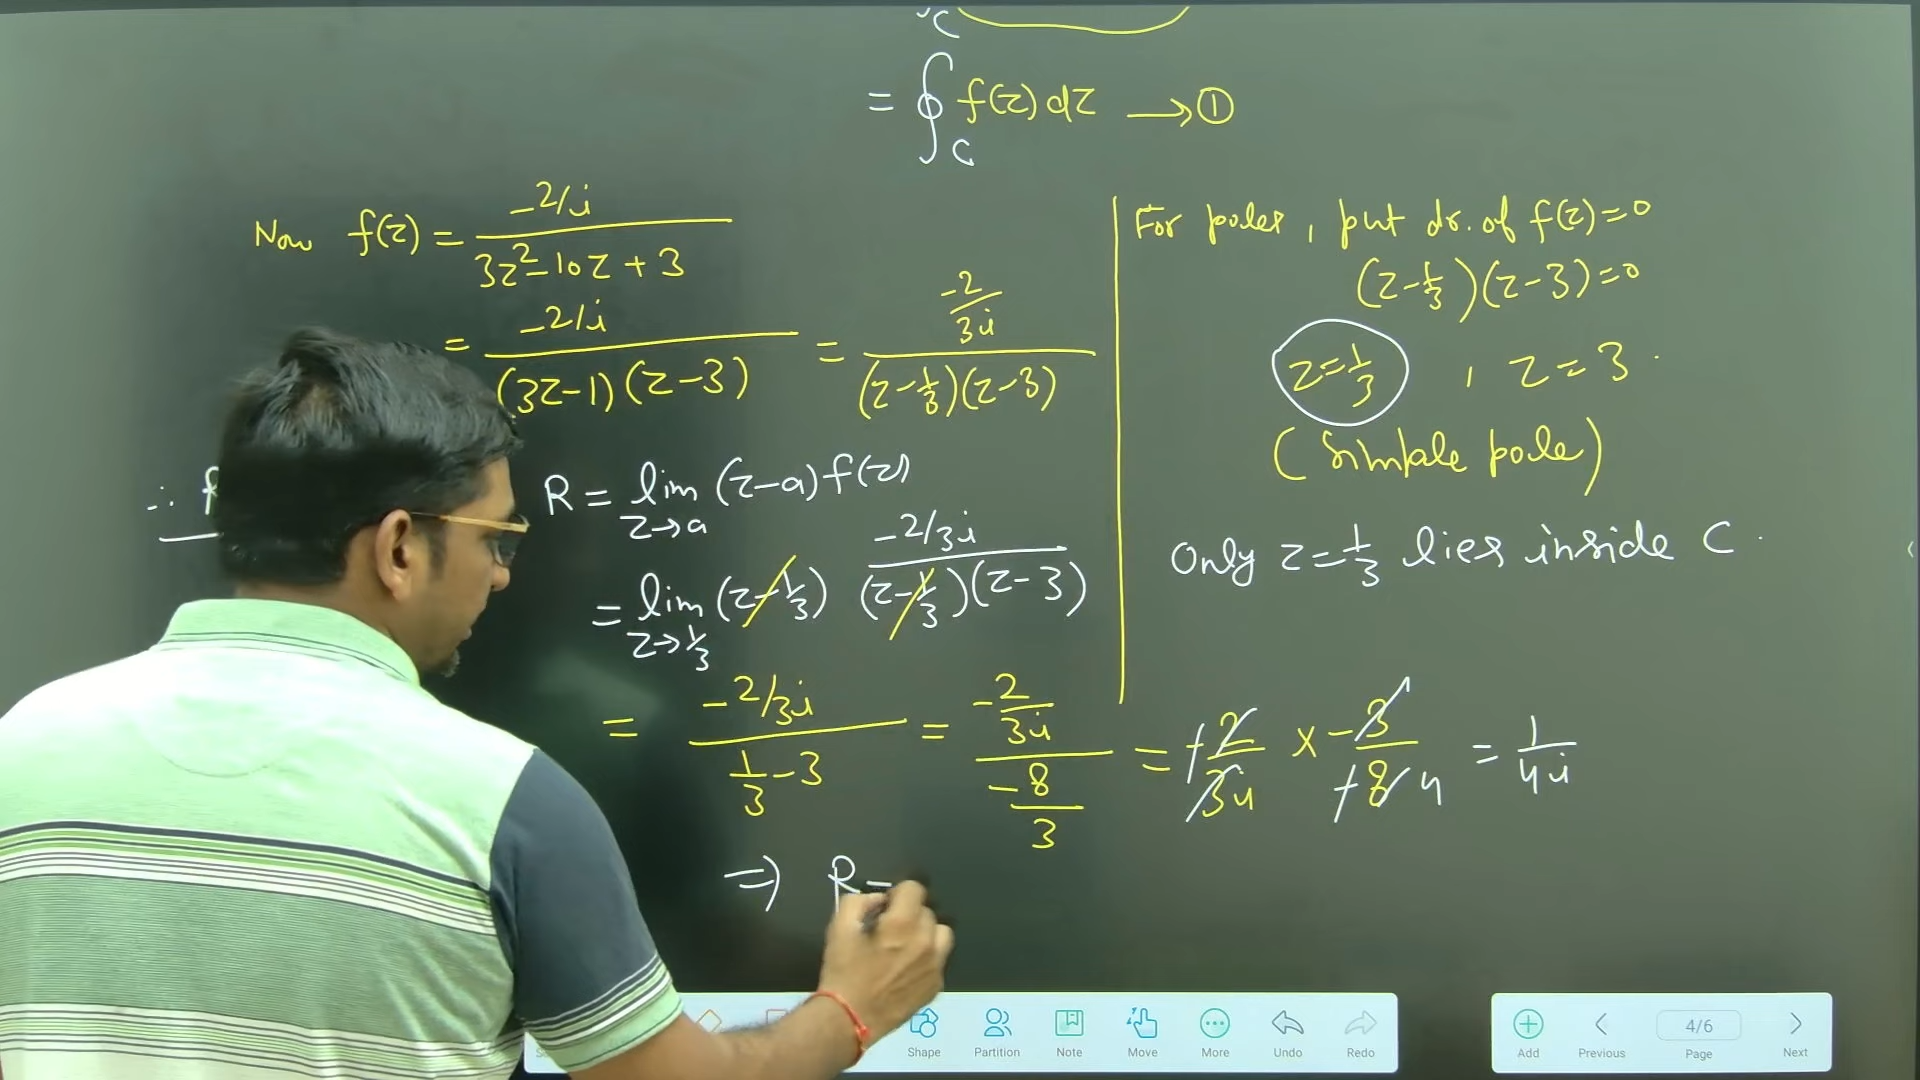 C
= ∮_C f(z)dz → ①
Now f(z) = (-2/i)/(3z² - 10z + 3)
= (-2/i)/((3z-1)(z-3)) = (-2/3i)/((z-1/3)(z-3))
∴ R = lim_{z→a} (z-a) f(z)
= lim_{z→1/3} (z-1/3) (-2/3i)/((z-1/3)(z-3))
= (-2/3i)/(1/3 - 3) = (-2/3i)/(-8/3) = -2/3i × -3/8 4 = 1/4i
⇒ R =
For poles, put dr. of f(z)=0
(z-1/3)(z-3)=0
z=1/3 , z=3.
(Simple pole)
Only z=1/3 lies inside C.
Shape Partition Note Move More Undo Redo
Add Previous 4/6 Page Next